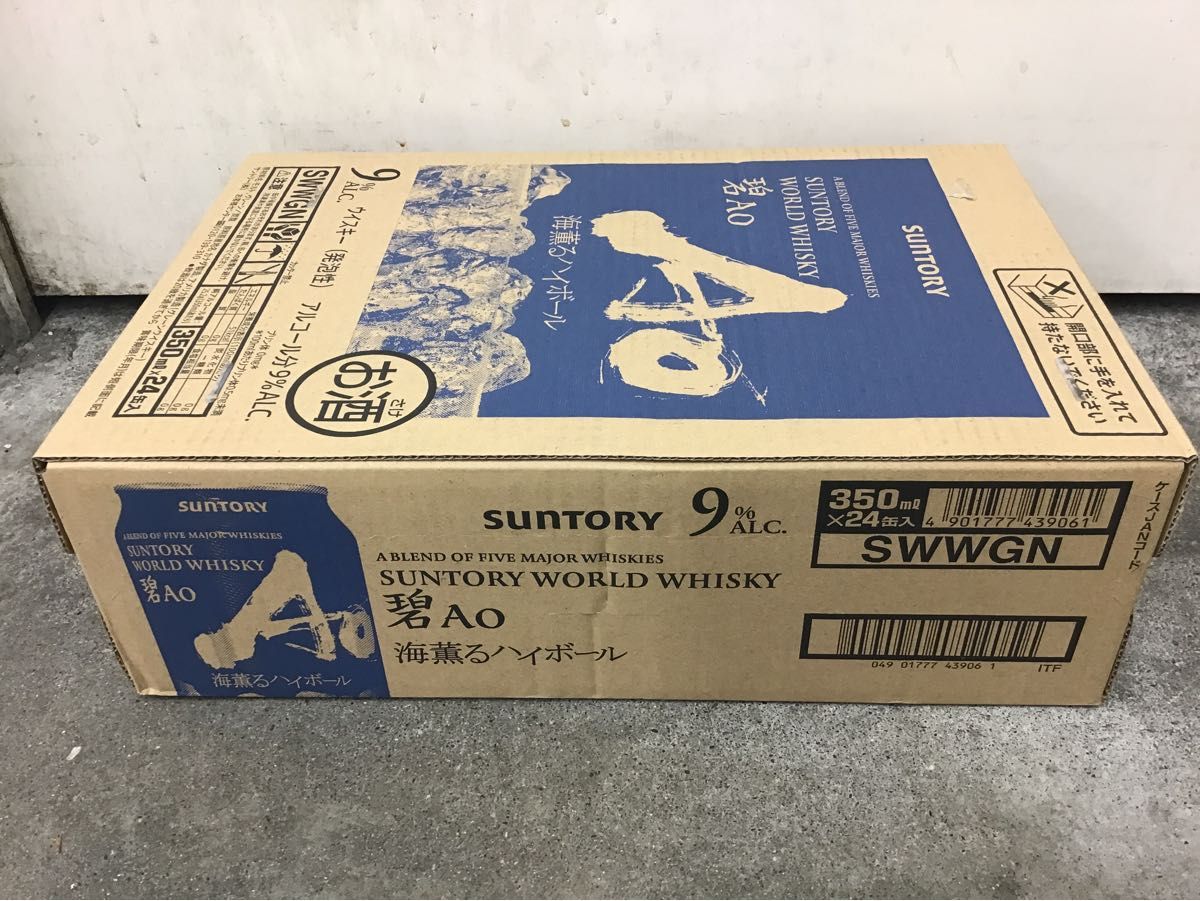 SUNTORY
A BLEND OF FIVE MAJOR WHISKIES
SUNTORY
WORLD WHISKY
碧Ao
Ao
海薫るハイボール
開口部に手を入れて
持たないでください
9% ALC. ウイスキー(発泡性) アルコール分9%ALC.
お酒
さけ
SWWGN
350ml×24缶入
SUNTORY
A BLEND OF FIVE MAJOR WHISKIES
SUNTORY
WORLD WHISKY
碧Ao
Ao
海薫るハイボール
SUNTORY 9% ALC.
A BLEND OF FIVE MAJOR WHISKIES
SUNTORY WORLD WHISKY
碧Ao
海薫るハイボール
350ml
×24缶入
4 901777 439061
SWWGN
ケースJANコード
049 01777 43906 1
ITF